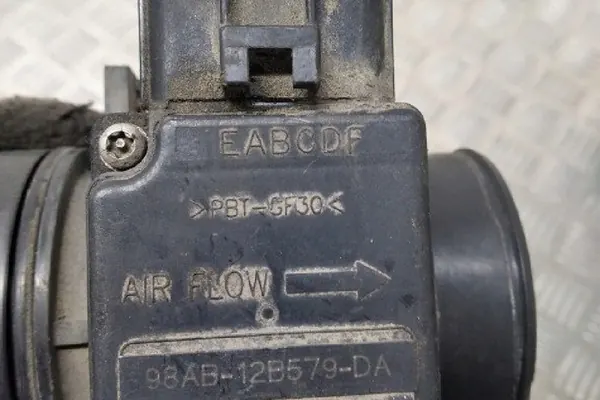 EABCDF
>PBT-GF30<
AIR FLOW
98AB-12B579-DA